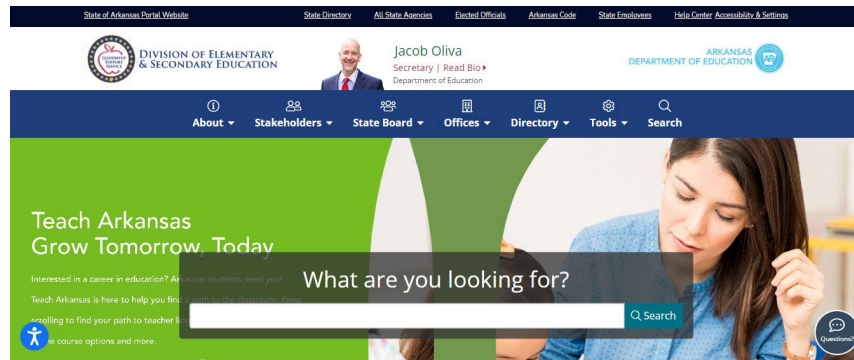 State of Arkansas Portal Website
State Directory
All State Agencies
Elected Officials
Arkansas Code
State Employees
Help Center
Accessibility & Settings
LEADERSHIP
SUPPORT
SERVICE
DIVISION OF ELEMENTARY
& SECONDARY EDUCATION
Jacob Oliva
Secretary | Read Bio
Department of Education
ARKANSAS
DEPARTMENT OF EDUCATION
AR
About
Stakeholders
State Board
Offices
Directory
Tools
Search
Teach Arkansas
Grow Tomorrow, Today
Interested in a career in education? Arkansas students need you!
Teach Arkansas is here to help you find a path to the classroom. Keep
scrolling to find your path to teacher
course options and more.
What are you looking for?
Search
Questions?